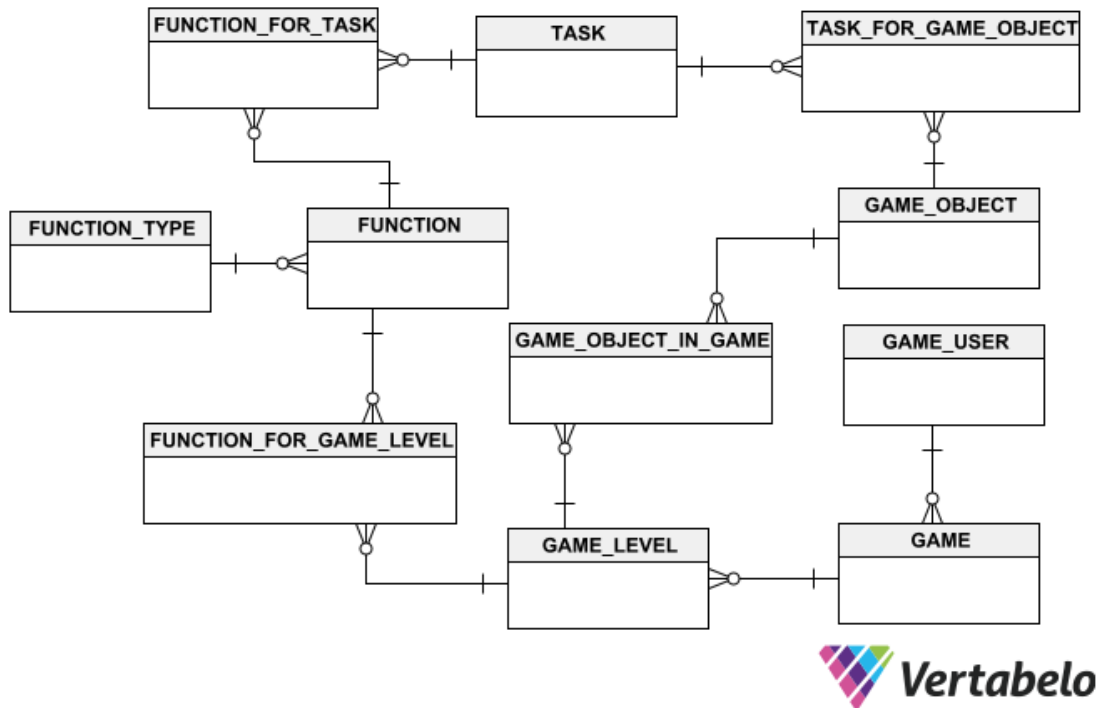 FUNCTION_FOR_TASK
TASK
TASK_FOR_GAME_OBJECT
FUNCTION_TYPE
FUNCTION
GAME_OBJECT
GAME_OBJECT_IN_GAME
GAME_USER
FUNCTION_FOR_GAME_LEVEL
GAME_LEVEL
GAME
Vertabelo